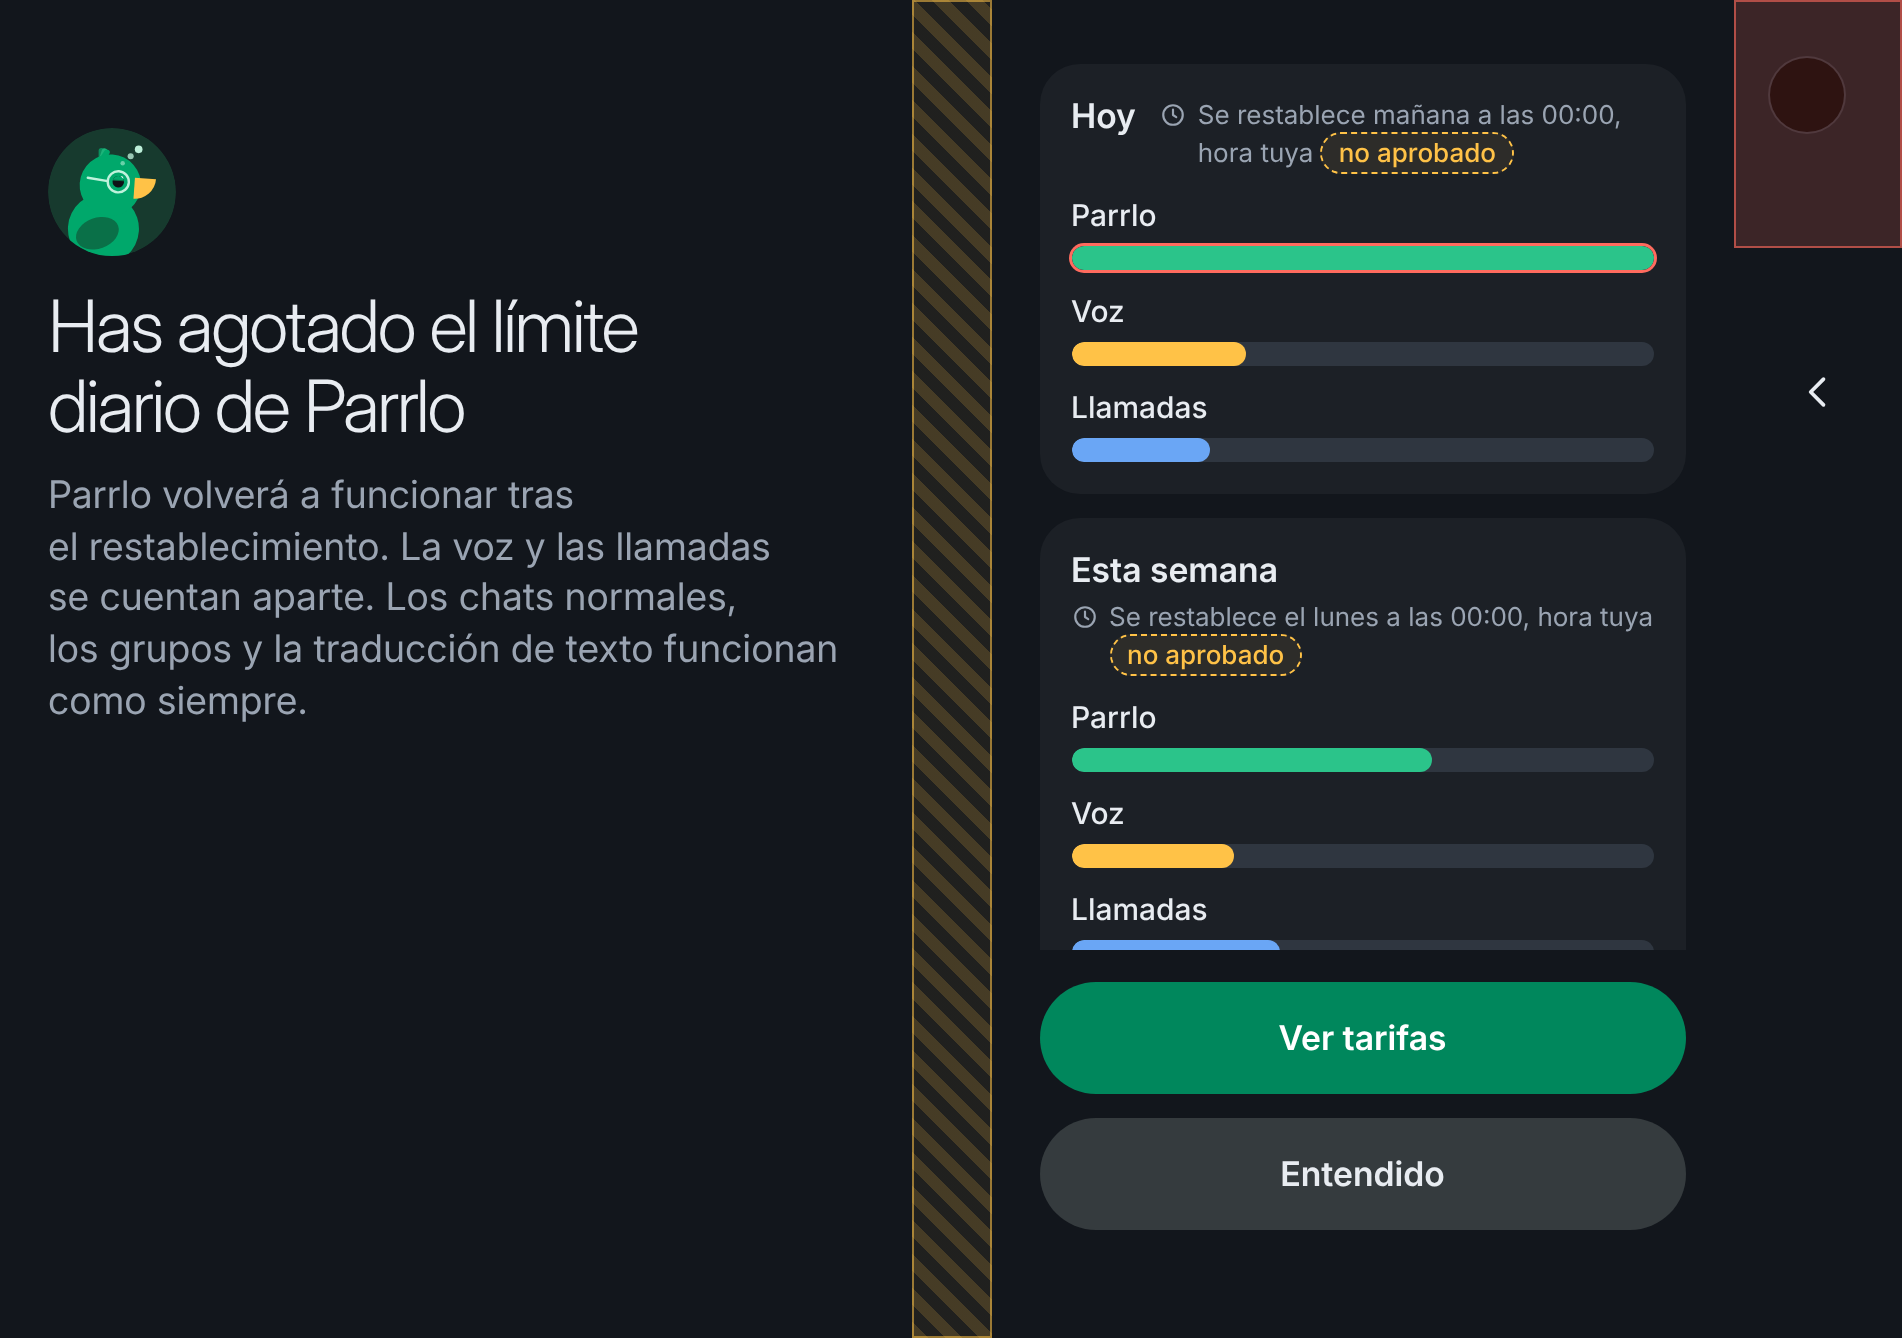 Has agotado el límite
diario de Parrlo
Parrlo volverá a funcionar tras
el restablecimiento. La voz y las llamadas
se cuentan aparte. Los chats normales,
los grupos y la traducción de texto funcionan
como siempre.
Hoy
Se restablece mañana a las 00:00,
hora tuya no aprobado
Parrlo
Voz
Llamadas
Esta semana
Se restablece el lunes a las 00:00, hora tuya
no aprobado
Parrlo
Voz
Llamadas
Ver tarifas
Entendido